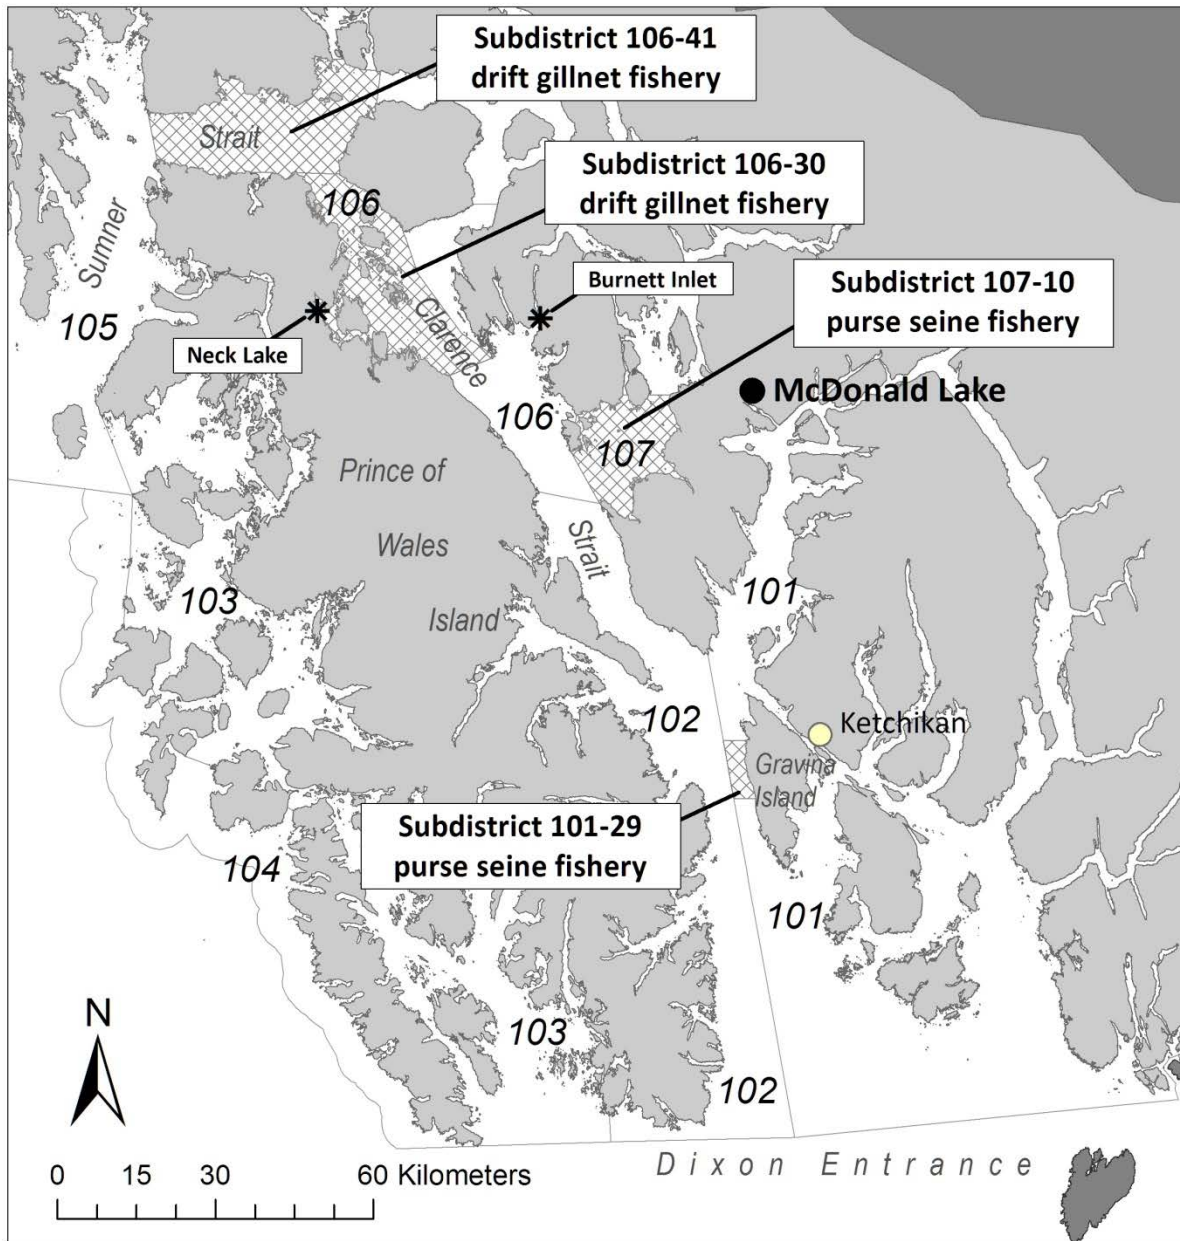 Subdistrict 106-41
drift gillnet fishery
Strait
Subdistrict 106-30
drift gillnet fishery
106
Sumner
Burnett Inlet
Subdistrict 107-10
purse seine fishery
105
Neck Lake
Clarence
McDonald Lake
106
107
Prince of
Wales
Island
Strait
103
101
102
Ketchikan
Gravina
Island
Subdistrict 101-29
purse seine fishery
104
101
103
102
N
Dixon Entrance
0 15 30 60 Kilometers